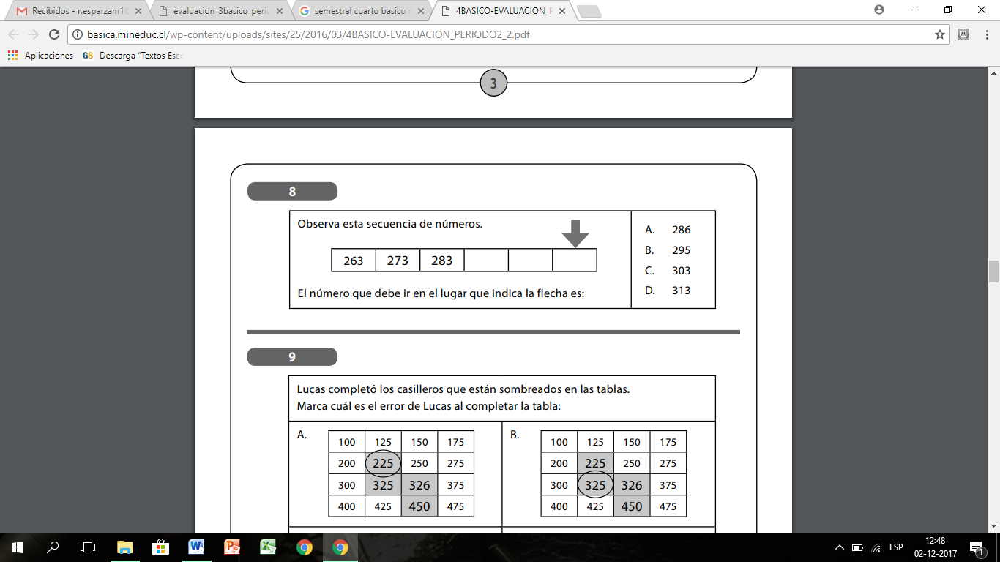 Recibidos - r.esparzam1@
evaluacion_3basico_peri
semestral cuarto basico
4BASICO-EVALUACION_P
basica.mineduc.cl/wp-content/uploads/sites/25/2016/03/4BASICO-EVALUACION_PERIODO2_2.pdf
Aplicaciones
Descarga "Textos Esc
3
8
Observa esta secuencia de números.
263 273 283
El número que debe ir en el lugar que indica la flecha es:
A. 286
B. 295
C. 303
D. 313
9
Lucas completó los casilleros que están sombreados en las tablas.
Marca cuál es el error de Lucas al completar la tabla:
A.
100 125 150 175
200 225 250 275
300 325 326 375
400 425 450 475
B.
100 125 150 175
200 225 250 275
300 325 326 375
400 425 450 475
ESP
12:48
02-12-2017
1